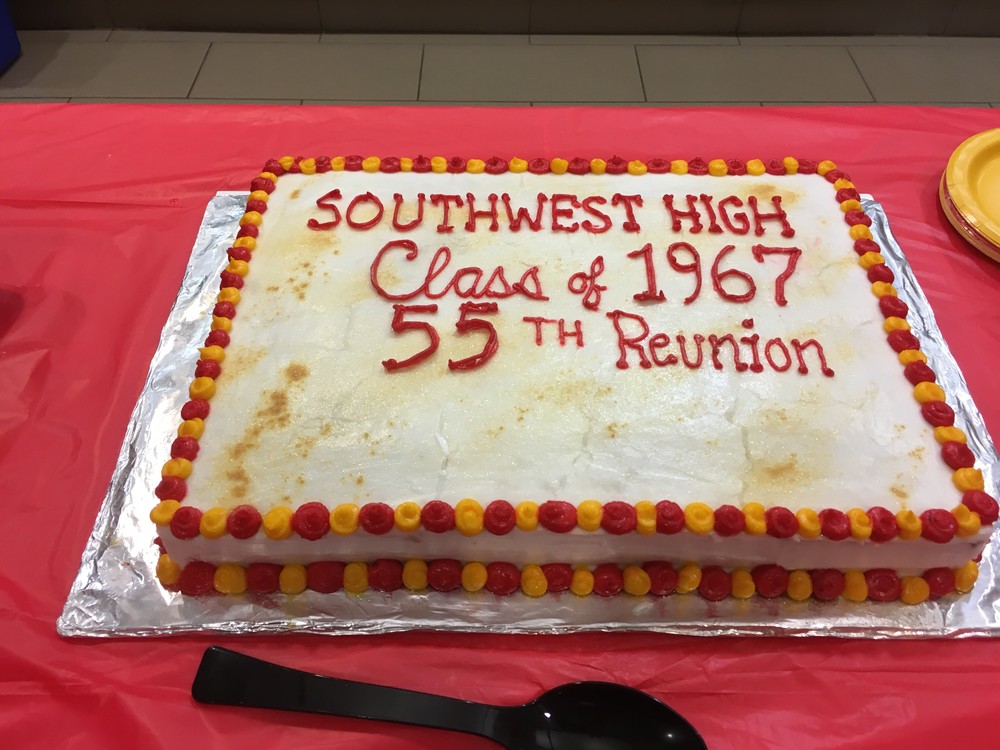 SOUTHWEST HIGH
Class of 1967
55TH Reunion